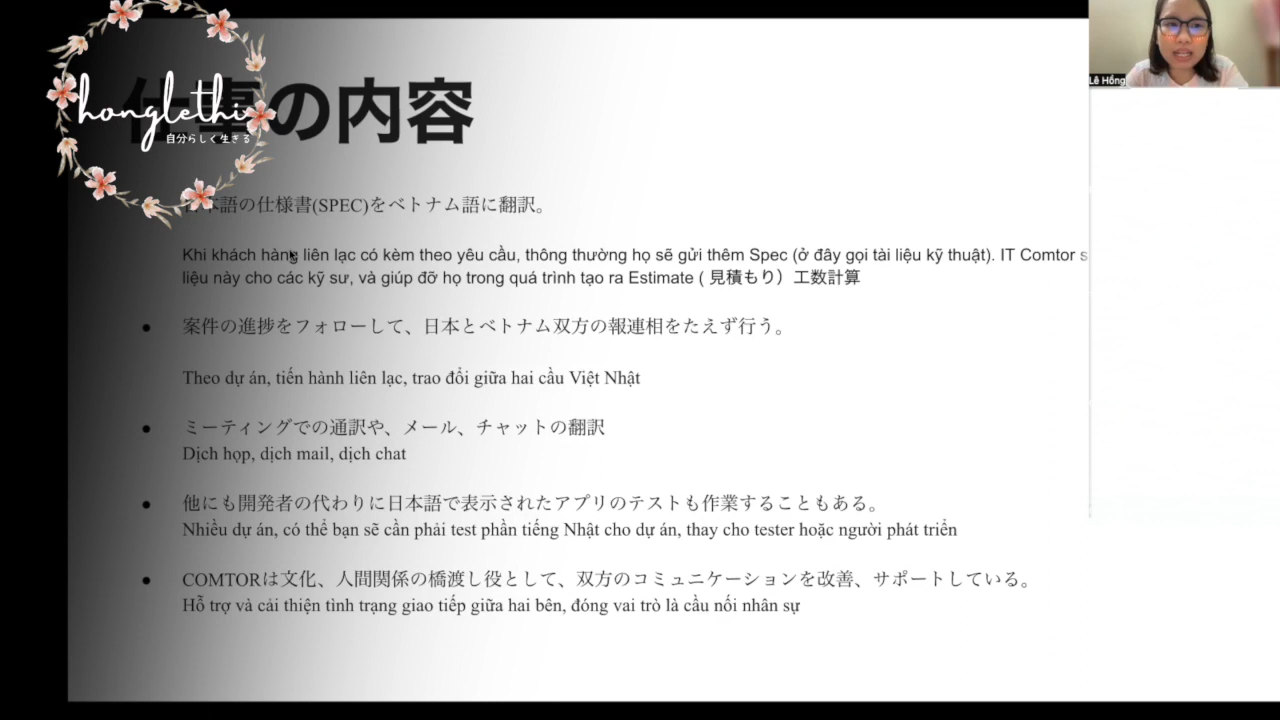 honglethi
自分らしく生きる
仕事の内容
Lê Hồng
日本語の仕様書(SPEC)をベトナム語に翻訳。
Khi khách hàng liên lạc có kèm theo yêu cầu, thông thường họ sẽ gửi thêm Spec (ở đây gọi tài liệu kỹ thuật). IT Comtor s
liệu này cho các kỹ sư, và giúp đỡ họ trong quá trình tạo ra Estimate ( 見積もり）工数計算
● 案件の進捗をフォローして、日本とベトナム双方の報連相をたえず行う。
Theo dự án, tiến hành liên lạc, trao đổi giữa hai cầu Việt Nhật
● ミーティングでの通訳や、メール、チャットの翻訳
Dịch họp, dịch mail, dịch chat
● 他にも開発者の代わりに日本語で表示されたアプリのテストも作業することもある。
Nhiều dự án, có thể bạn sẽ cần phải test phần tiếng Nhật cho dự án, thay cho tester hoặc người phát triển
● COMTORは文化、人間関係の橋渡し役として、双方のコミュニケーションを改善、サポートしている。
Hỗ trợ và cải thiện tình trạng giao tiếp giữa hai bên, đóng vai trò là cầu nối nhân sự